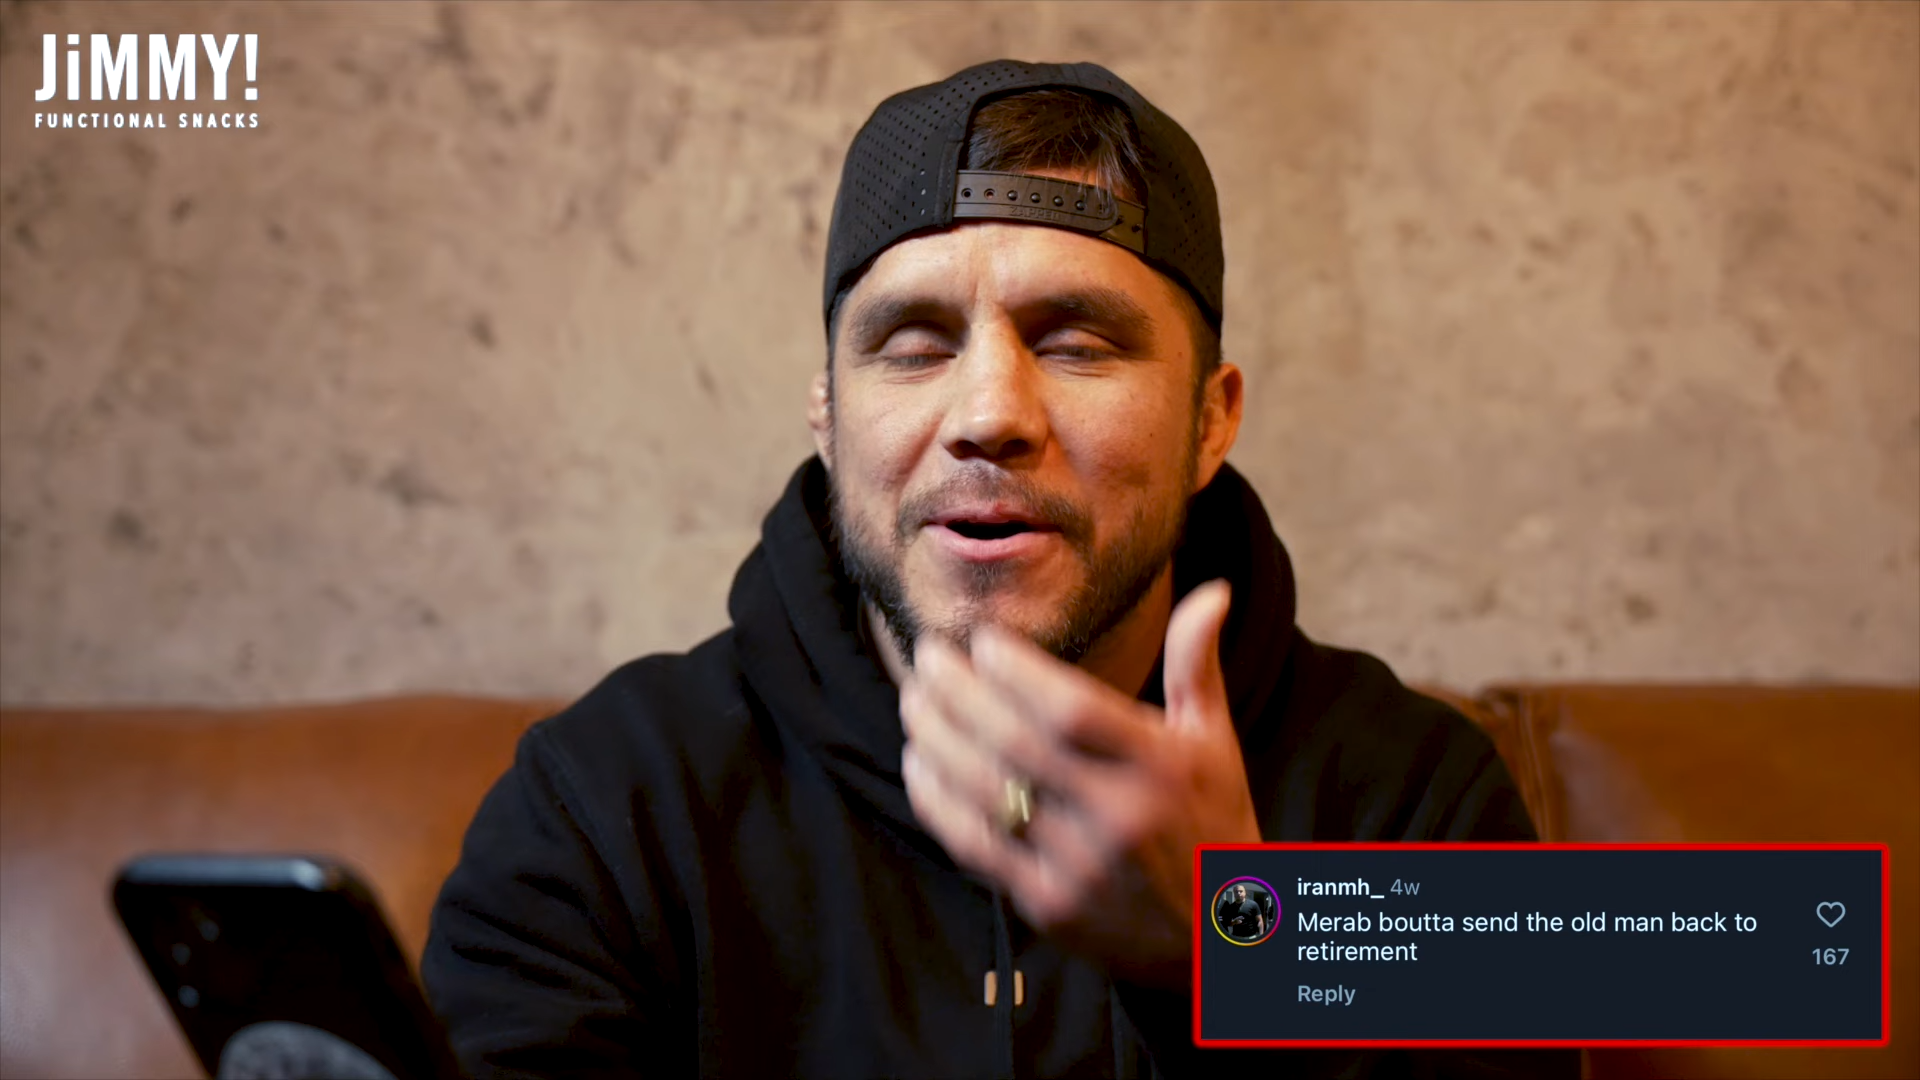 JiMMY!
FUNCTIONAL SNACKS
iranmh_ 4w
Merab boutta send the old man back to
retirement
167
Reply